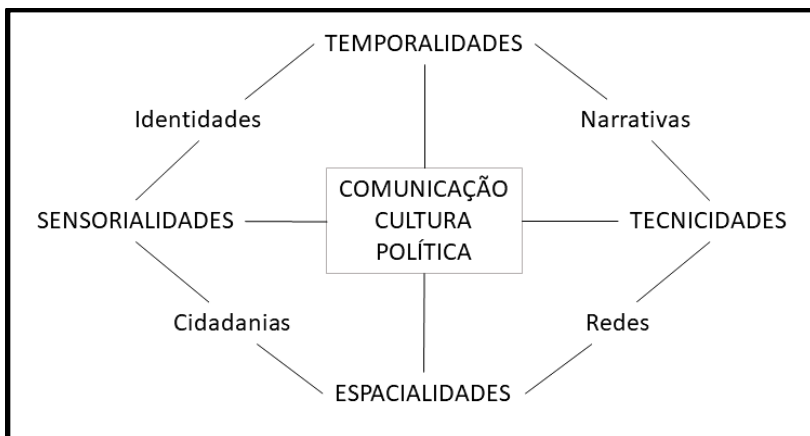 TEMPORALIDADES
Identidades
Narrativas
COMUNICAÇÃO
CULTURA
POLÍTICA
SENSORIALIDADES
TECNICIDADES
Cidadanias
Redes
ESPACIALIDADES